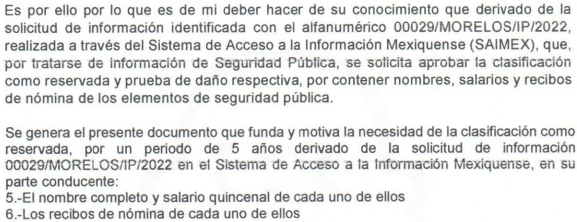 Es por ello por lo que es de mi deber hacer de su conocimiento que derivado de la
solicitud de información identificada con el alfanumérico 00029/MORELOS/IP/2022,
realizada a través del Sistema de Acceso a la Información Mexiquense (SAIMEX), que,
por tratarse de información de Seguridad Pública, se solicita aprobar la clasificación
como reservada y prueba de daño respectiva, por contener nombres, salarios y recibos
de nómina de los elementos de seguridad pública.
Se genera el presente documento que funda y motiva la necesidad de la clasificación como
reservada, por un periodo de 5 años derivado de la solicitud de información
00029/MORELOS/IP/2022 en el Sistema de Acceso a la Información Mexiquense, en su
parte conducente:
5.-El nombre completo y salario quincenal de cada uno de ellos
6.-Los recibos de nómina de cada uno de ellos